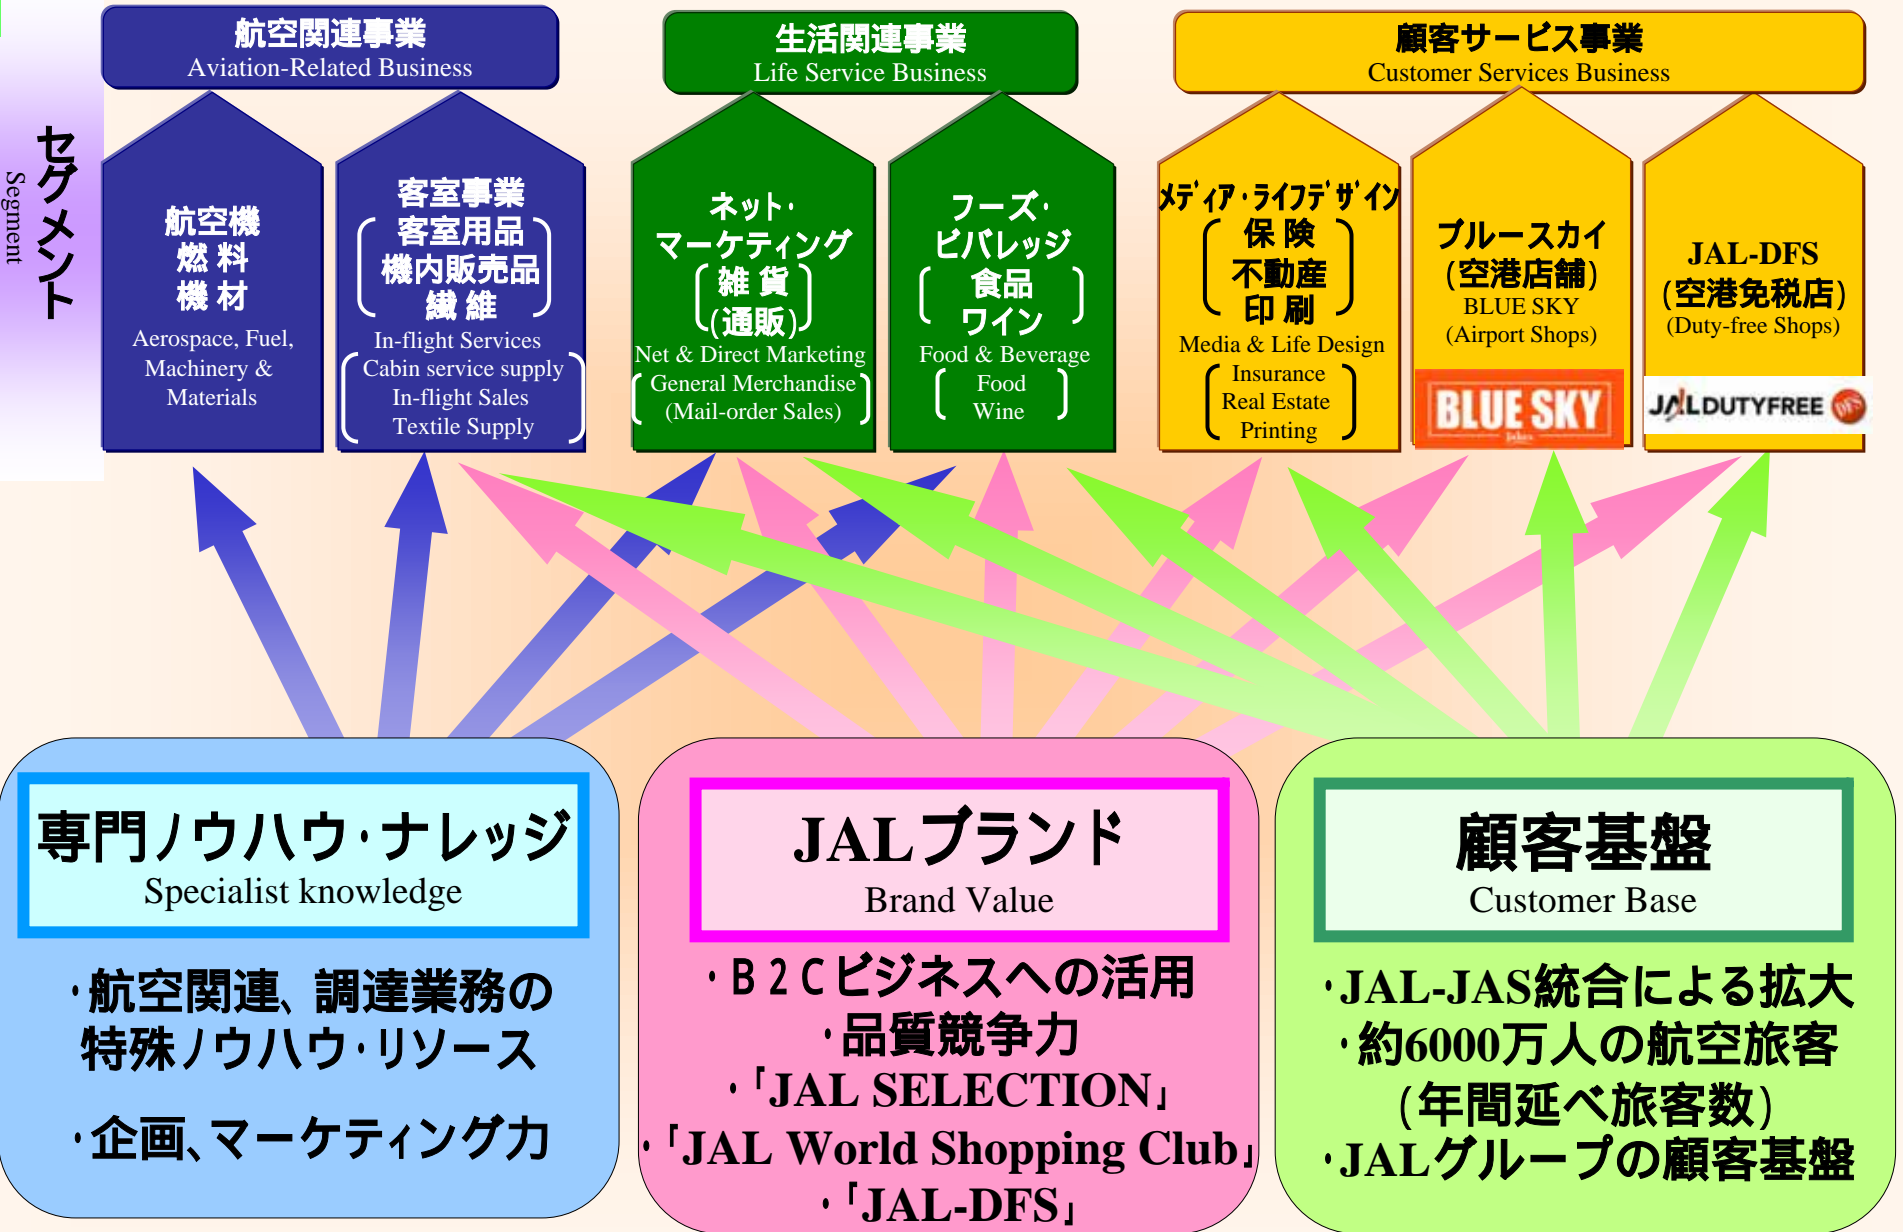 セグメント
Segment
航空関連事業
Aviation-Related Business
生活関連事業
Life Service Business
顧客サービス事業
Customer Services Business
航空機
燃 料
機 材
Aerospace, Fuel,
Machinery &
Materials
客室事業
客室用品
機内販売品
繊 維
In-flight Services
Cabin service supply
In-flight Sales
Textile Supply
ネット・
マーケティング
雑 貨
(通販)
Net & Direct Marketing
General Merchandise
(Mail-order Sales)
フーズ・
ビバレッジ
食品
ワイン
Food & Beverage
Food
Wine
メディア・ライフデザイン
保 険
不動産
印 刷
Media & Life Design
Insurance
Real Estate
Printing
ブルースカイ
(空港店舗)
BLUE SKY
(Airport Shops)
BLUE SKY
JAL-DFS
(空港免税店)
(Duty-free Shops)
JAL DUTYFREE DFS
専門ノウハウ・ナレッジ
Specialist knowledge
・航空関連、調達業務の
特殊ノウハウ・リソース
・企画、マーケティング力
JALブランド
Brand Value
・B2Cビジネスへの活用
・品質競争力
・「JAL SELECTION」
・「JAL World Shopping Club」
・「JAL-DFS」
顧客基盤
Customer Base
・JAL-JAS統合による拡大
・約6000万人の航空旅客
(年間延べ旅客数)
・JALグループの顧客基盤